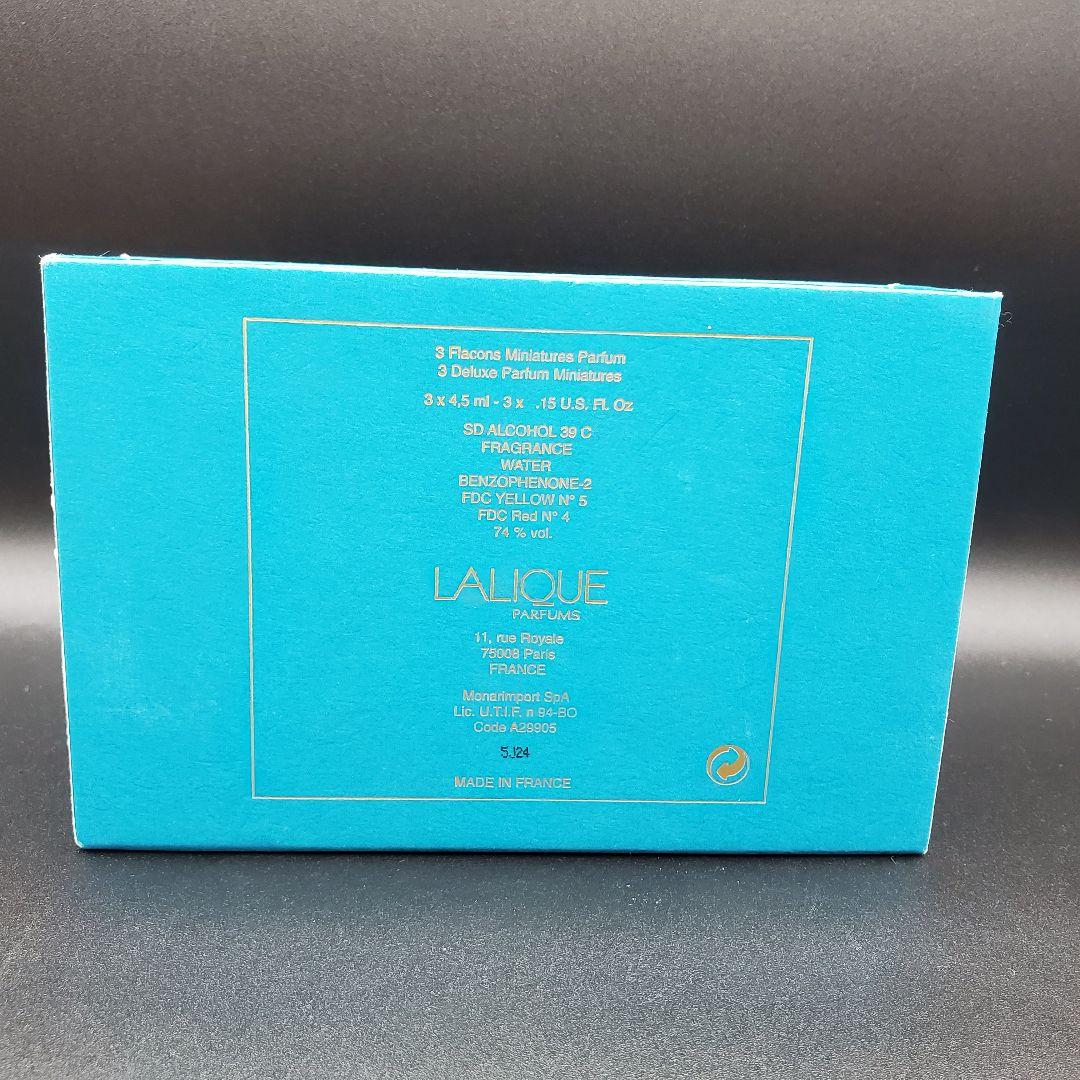 3 Flacons Miniatures Parfum
3 Deluxe Parfum Miniatures
3 x 4,5 ml - 3 x .15 U.S. Fl. Oz
SD ALCOHOL 39 C
FRAGRANCE
WATER
BENZOPHENONE-2
FDC YELLOW N° 5
FDC Red N° 4
74 % vol.
LALIQUE
PARFUMS
11, rue Royale
75008 Paris
FRANCE
Monarimport SpA
Lic. U.T.I.F. n 94-BO
Code A29905
5J24
MADE IN FRANCE